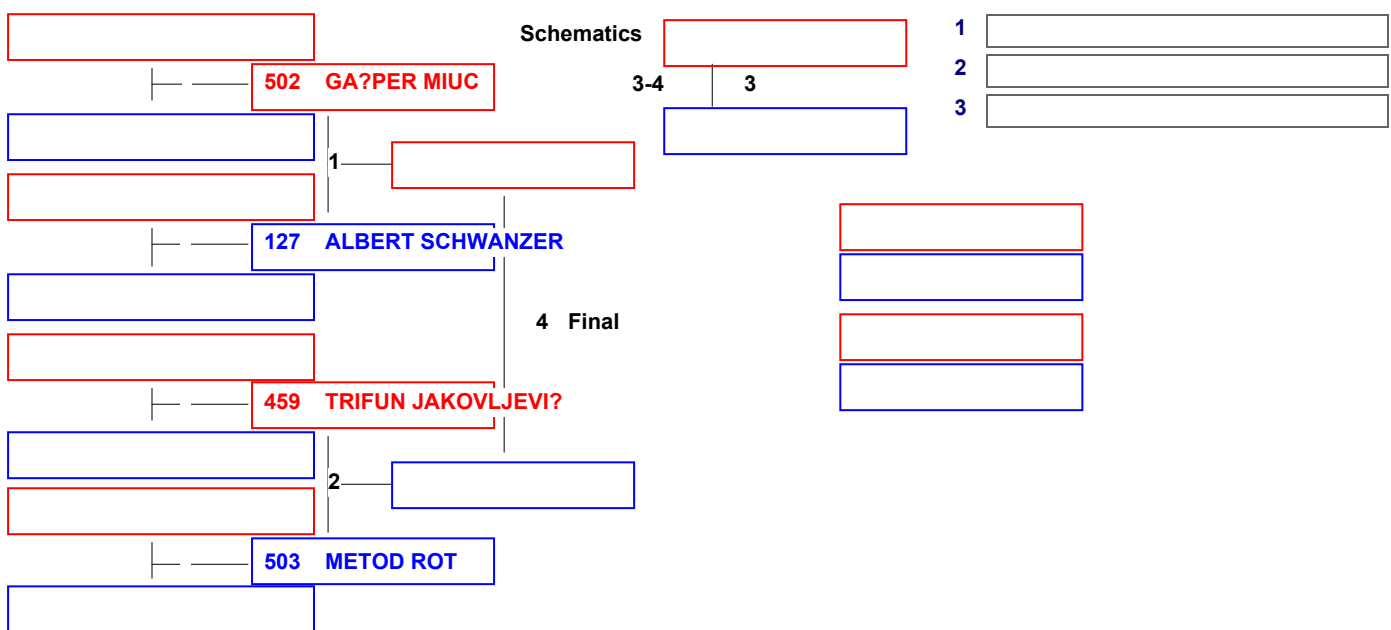 Schematics
1
2
3
502 GA?PER MIUC
3-4 3
1
127 ALBERT SCHWANZER
4 Final
459 TRIFUN JAKOVLJEVI?
2
503 METOD ROT